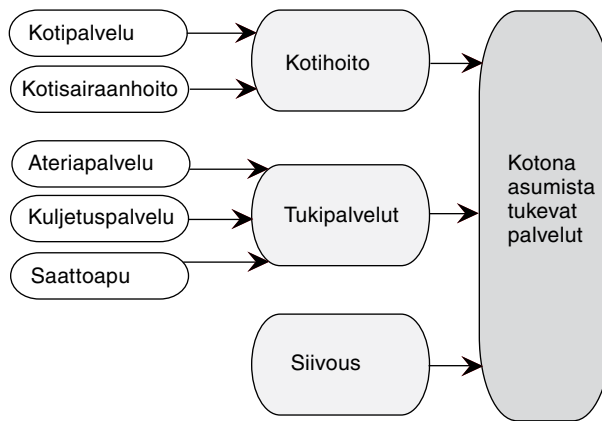 Kotipalvelu
Kotisairaanhoito
Kotihoito
Ateriapalvelu
Kuljetuspalvelu
Saattoapu
Tukipalvelut
Siivous
Kotona
asumista
tukevat
palvelut